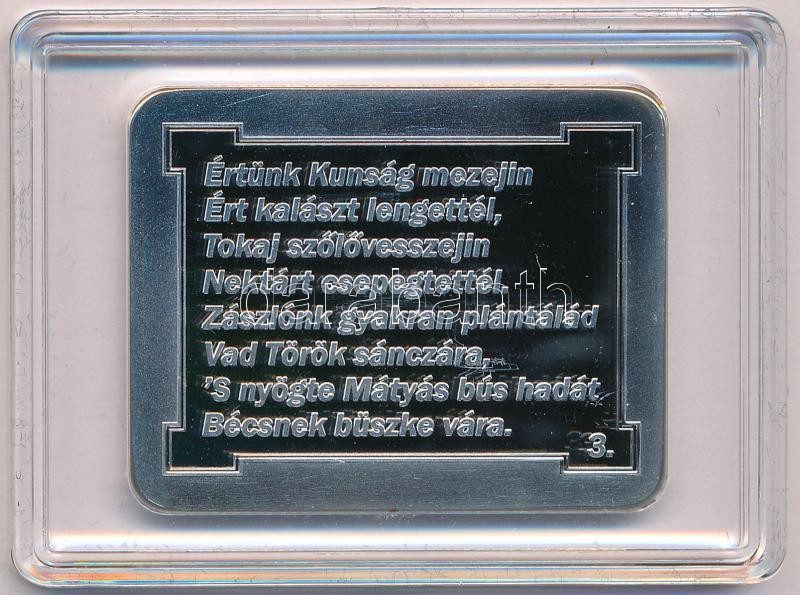 Értünk Kunság mezejin
Ért kalászt lengettél,
Tokaj szőlővesszejin
Nektárt csepegtettél.
Zászlónk gyakran plántálád
Vad Török sánczára,
'S nyögte Mátyás bús hadát
Bécsnek büszke vára.
3.
darabanth